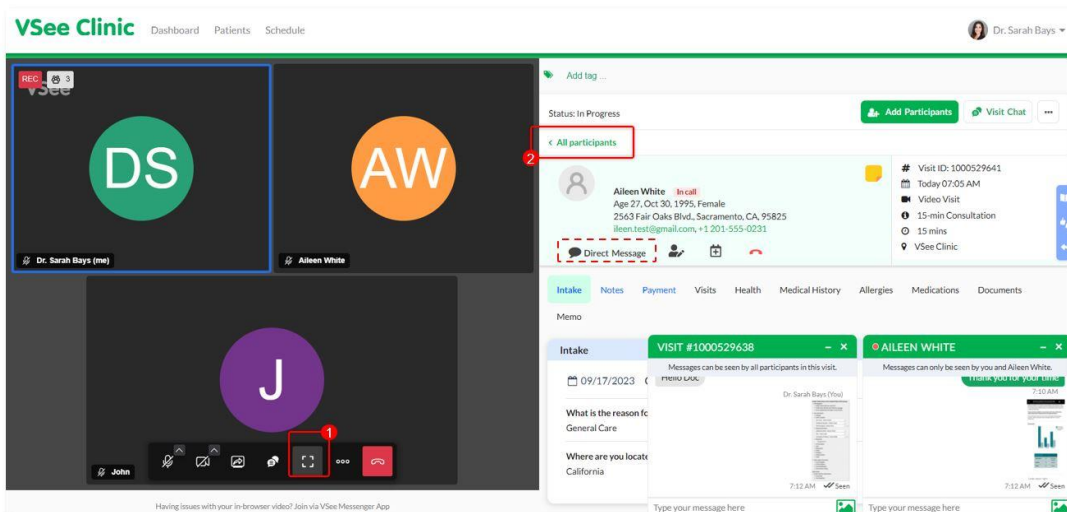 VSee Clinic Dashboard Patients Schedule Dr. Sarah Bays
REC 3
VSee
DS
AW
Dr. Sarah Bays (me)
Aileen White
J
1
John
Having issues with your in-browser video? Join via VSee Messenger App
Add tag ...
Status: In Progress Add Participants Visit Chat
< All participants
2
Aileen White In call
Age 27, Oct 30, 1995, Female
2563 Fair Oaks Blvd., Sacramento, CA, 95825
ileen.test@gmail.com, +1 201-555-0231
Direct Message
# Visit ID: 1000529641
Today 07:05 AM
Video Visit
15-min Consultation
15 mins
VSee Clinic
Intake Notes Payment Visits Health Medical History Allergies Medications Documents
Memo
Intake
09/17/2023
What is the reason fo
General Care
Where are you locate
California
VISIT #1000529638 – ×
Messages can be seen by all participants in this visit.
Hello Doc
Dr. Sarah Bays (You)
7:12 AM Seen
Type your message here
AILEEN WHITE – ×
Messages can only be seen by you and Aileen White.
Thank you for your time
7:10 AM
7:12 AM Seen
Type your message here